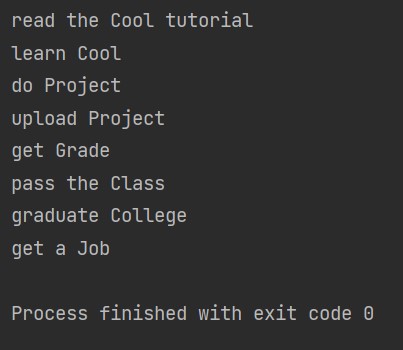 read the Cool tutorial
learn Cool
do Project
upload Project
get Grade
pass the Class
graduate College
get a Job
Process finished with exit code 0